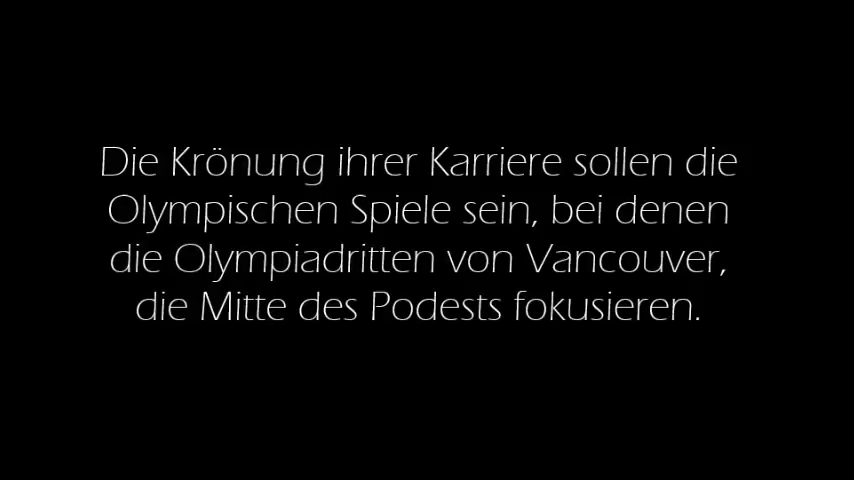 Die Krönung ihrer Karriere sollen die
Olympischen Spiele sein, bei denen
die Olympiadritten von Vancouver,
die Mitte des Podests fokusieren.